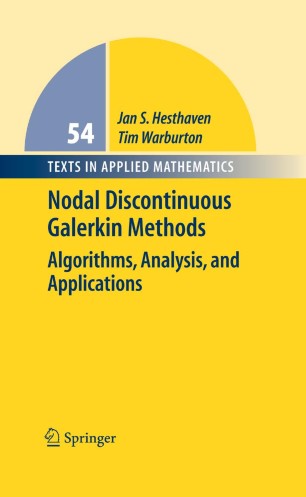 54
Jan S. Hesthaven
Tim Warburton
TEXTS IN APPLIED MATHEMATICS
Nodal Discontinuous
Galerkin Methods
Algorithms, Analysis, and
Applications
Springer